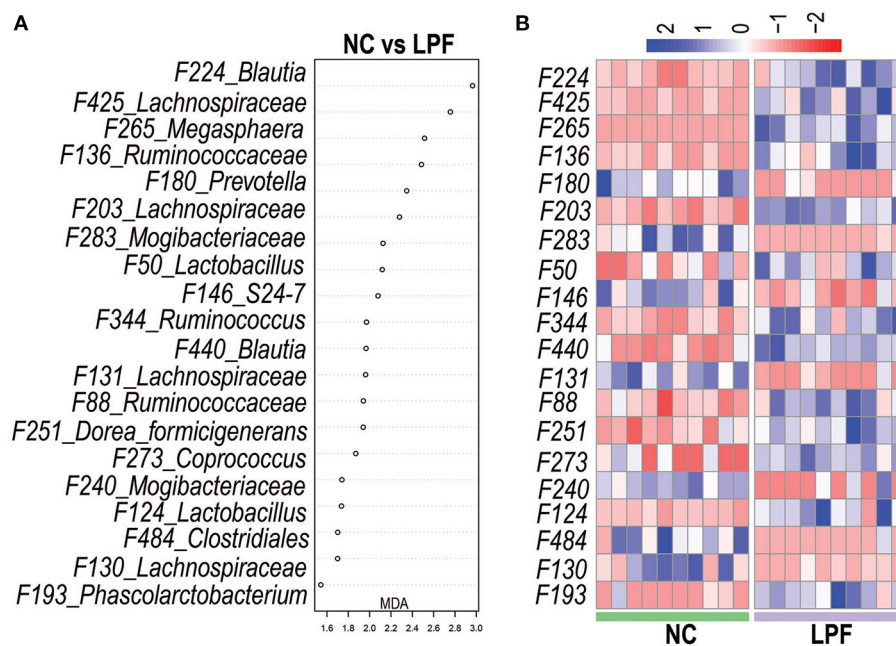 A
NC vs LPF
F224_Blautia
F425_Lachnospiraceae
F265_Megasphaera
F136_Ruminococcaceae
F180_Prevotella
F203_Lachnospiraceae
F283_Mogibacteriaceae
F50_Lactobacillus
F146_S24-7
F344_Ruminococcus
F440_Blautia
F131_Lachnospiraceae
F88_Ruminococcaceae
F251_Dorea_formicigenerans
F273_Coprococcus
F240_Mogibacteriaceae
F124_Lactobacillus
F484_Clostridiales
F130_Lachnospiraceae
F193_Phascolarctobacterium
MDA
1.6 1.8 2.0 2.2 2.4 2.6 2.8 3.0
B
2 1 0 -1 -2
F224
F425
F265
F136
F180
F203
F283
F50
F146
F344
F440
F131
F88
F251
F273
F240
F124
F484
F130
F193
NC LPF